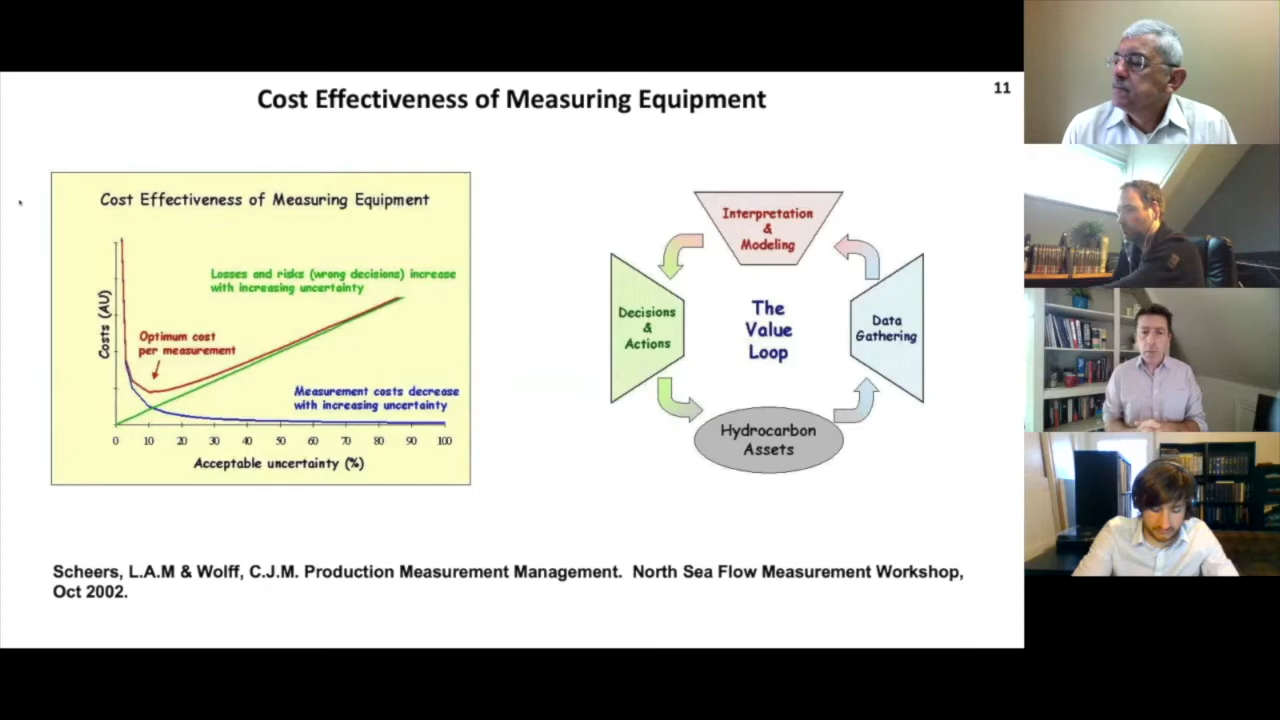 Cost Effectiveness of Measuring Equipment
11
Cost Effectiveness of Measuring Equipment
Losses and risks (wrong decisions) increase
with increasing uncertainty
Costs (AU)
Optimum cost
per measurement
Measurement costs decrease
with increasing uncertainty
0 10 20 30 40 50 60 70 80 90 100
Acceptable uncertainty (%)
Interpretation
&
Modeling
Decisions
&
Actions
The
Value
Loop
Data
Gathering
Hydrocarbon
Assets
Scheers, L.A.M & Wolff, C.J.M. Production Measurement Management. North Sea Flow Measurement Workshop,
Oct 2002.